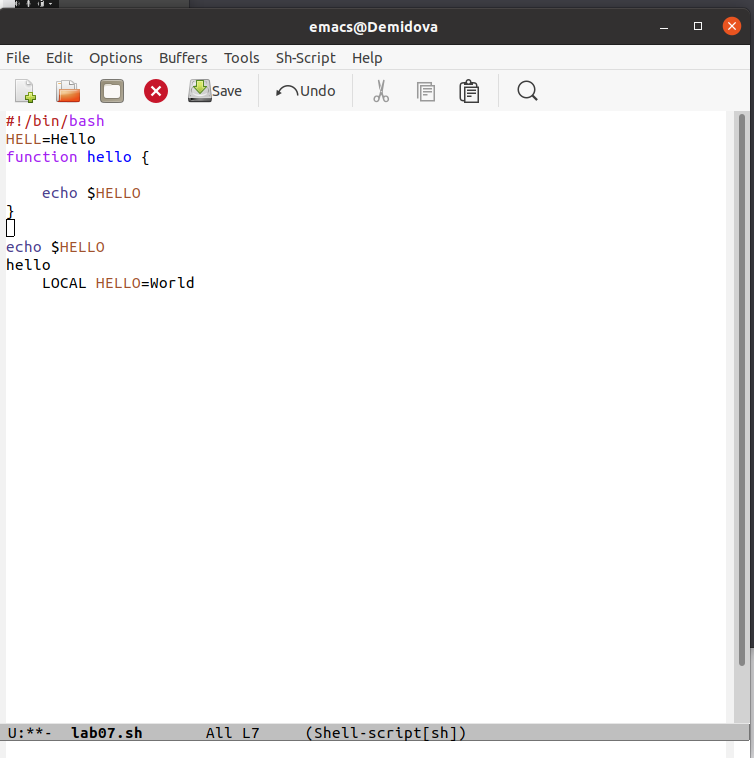 emacs@Demidova
File Edit Options Buffers Tools Sh-Script Help
Save Undo
#!/bin/bash
HELL=Hello
function hello {
    echo $HELLO
}
echo $HELLO
hello
    LOCAL HELLO=World
U:**-  lab07.sh       All L7     (Shell-script[sh])